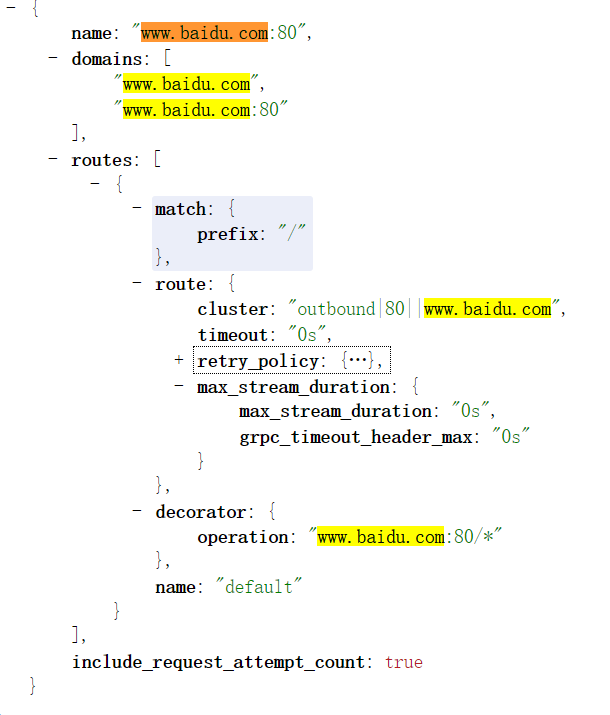 - {
name: "www.baidu.com:80",
- domains: [
"www.baidu.com",
"www.baidu.com:80"
],
- routes: [
- {
- match: {
prefix: "/"
},
- route: {
cluster: "outbound|80||www.baidu.com",
timeout: "0s",
+ retry_policy: {…},
- max_stream_duration: {
max_stream_duration: "0s",
grpc_timeout_header_max: "0s"
}
},
- decorator: {
operation: "www.baidu.com:80/*"
},
name: "default"
}
],
include_request_attempt_count: true
}